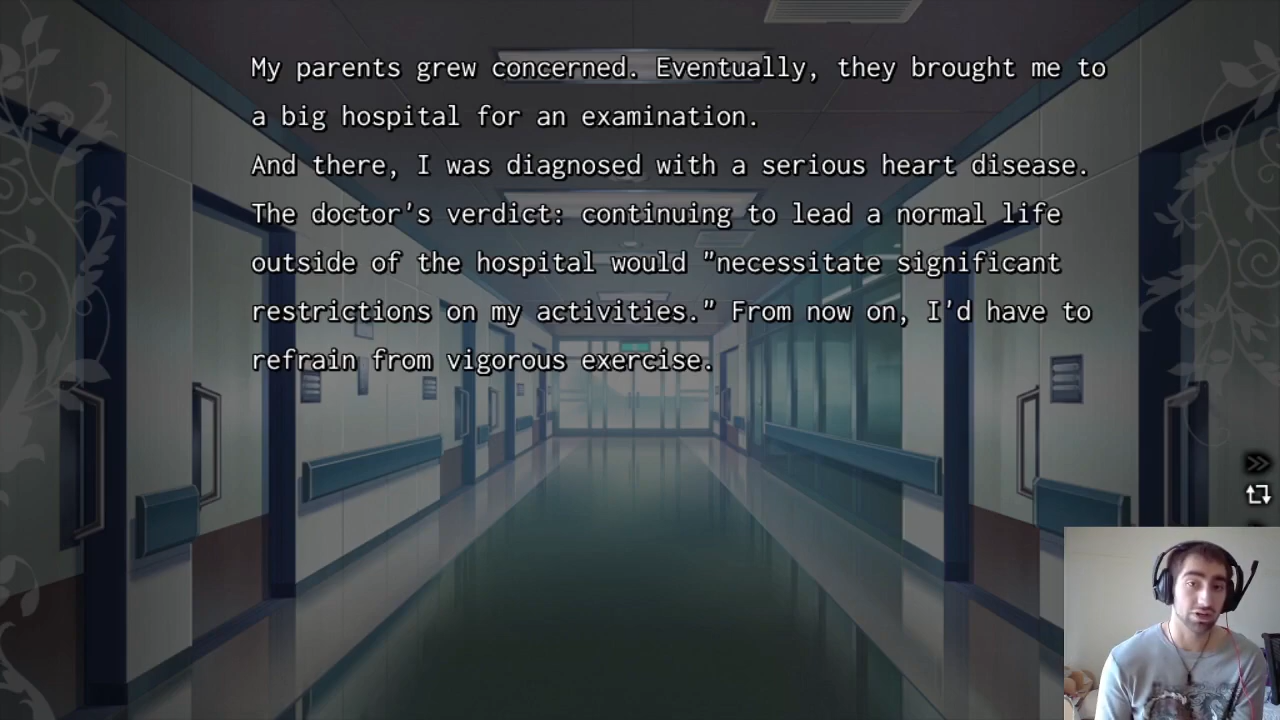 My parents grew concerned. Eventually, they brought me to
a big hospital for an examination.
And there, I was diagnosed with a serious heart disease.
The doctor's verdict: continuing to lead a normal life
outside of the hospital would "necessitate significant
restrictions on my activities." From now on, I'd have to
refrain from vigorous exercise.